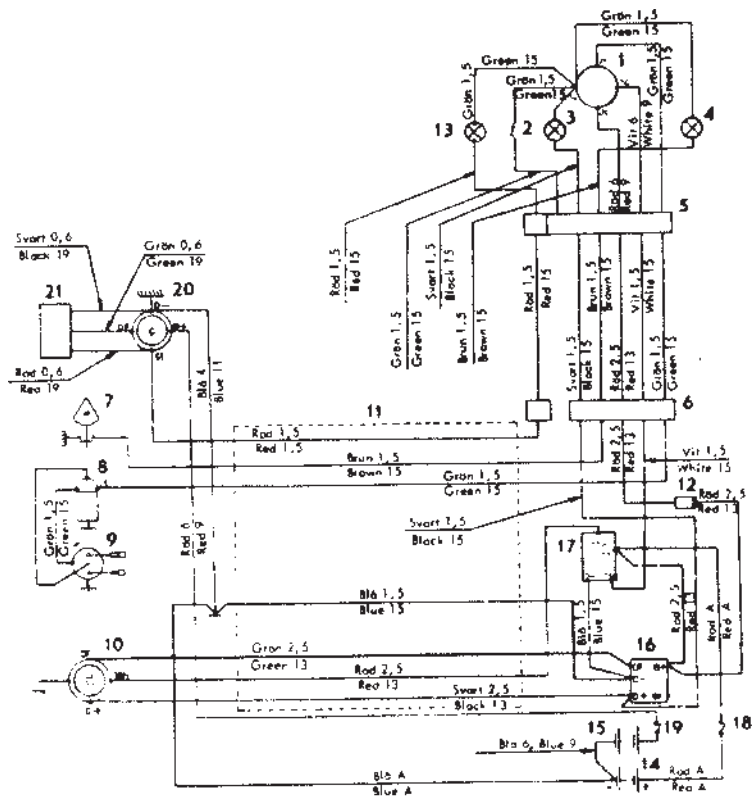 Grön 1,5
Green 15
1
Green 15
Grön 1,5
Green 15
Grön 1,5
Grön 1,5
Green 15
13
2
3
Vit 6
White 9
4
Röd 6
Red 9
5
Svart 0,6
Black 19
Grön 0,6
Green 19
21
20
D-
DF
G
B+
61
Röd 0,6
Red 19
Blå 4
Blue 11
Röd 1,5
Red 15
Grön 1,5
Green 15
Svart 1,5
Black 15
Brun 1,5
Brown 15
Röd 1,5
Red 15
Svart 1,5
Black 15
Brun 1,5
Brown 15
Röd 2,5
Red 13
Vit 1,5
White 15
Grön 1,5
Green 15
6
7
11
Röd 1,5
Red 1,5
Brun 1,5
Brown 15
Röd 2,5
Red 13
Vit 1,5
White 15
8
Grön 1,5
Green 15
12
Röd 2,5
Red 13
Grön 1,5
Green 15
9
Röd 6
Red 9
Svart 1,5
Black 15
17
Blå 1,5
Blue 15
Blå 1,5
Blue 15
Röd 2,5
Red 13
Röd A
Red A
10
DF
D+
Grön 2,5
Green 13
16
Röd 2,5
Red 13
Svart 2,5
Black 13
15
19
18
Blå 6, Blue 9
14
Blå A
Blue A
Röd A
Red A